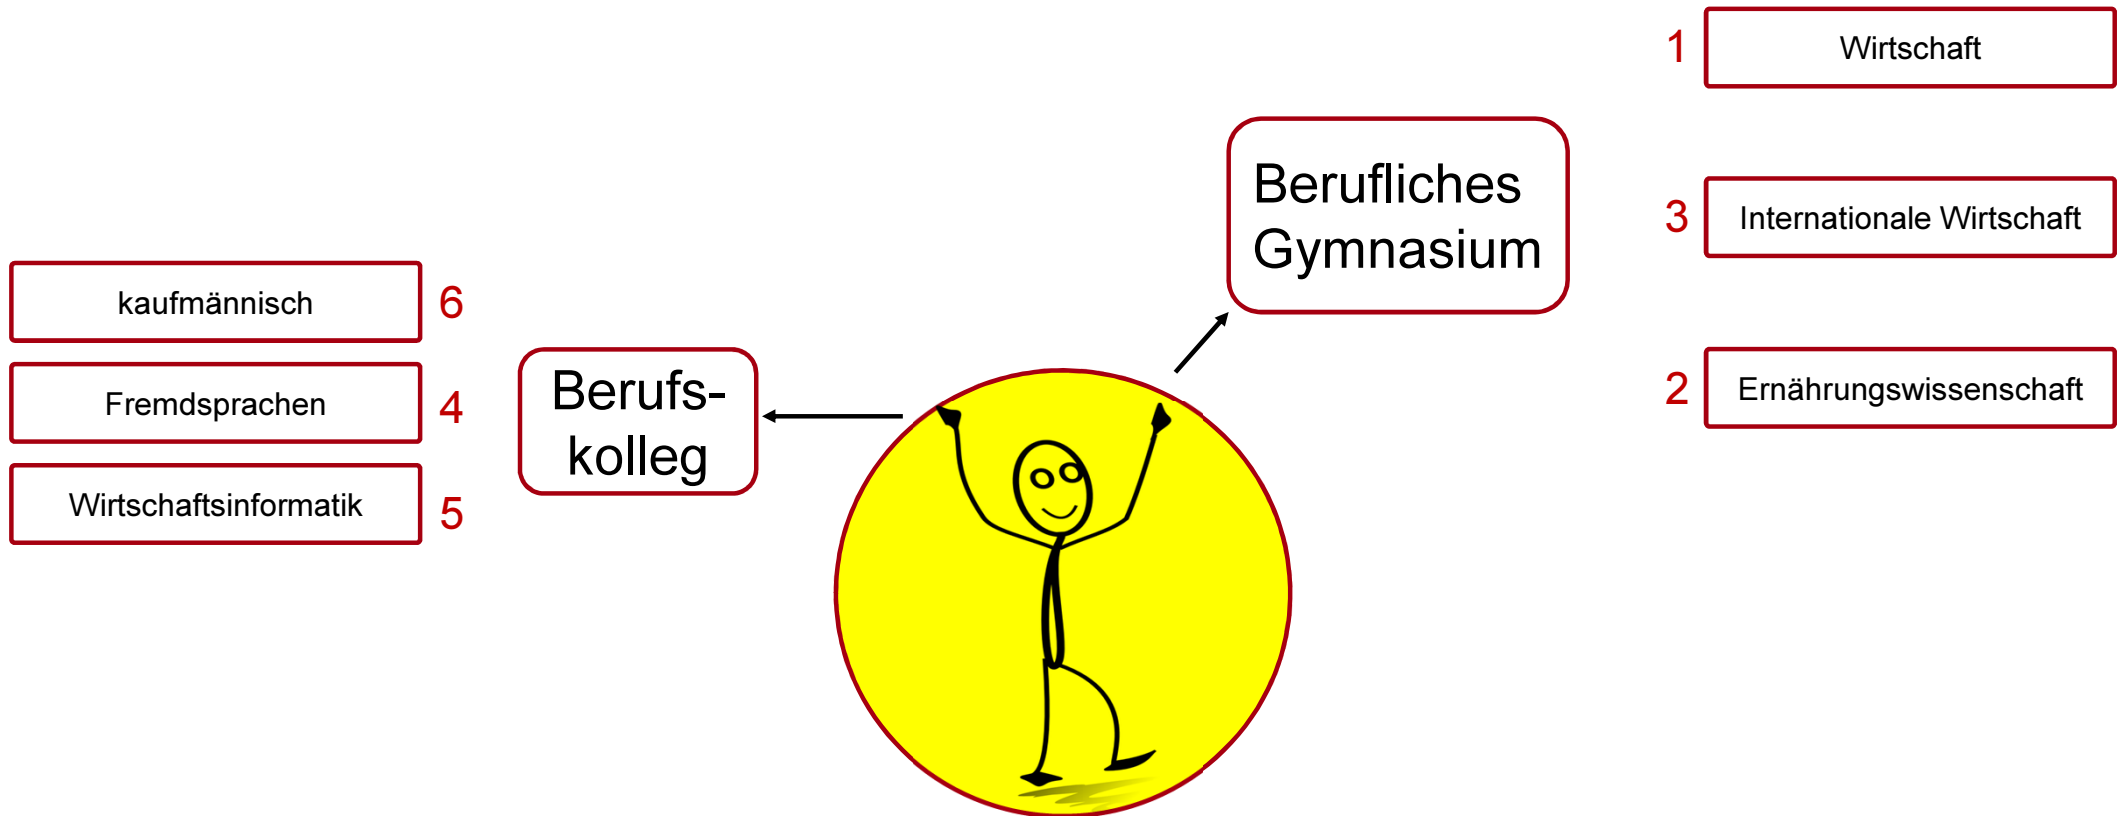 1 Wirtschaft
Berufliches
Gymnasium
3 Internationale Wirtschaft
2 Ernährungswissenschaft
Berufs-
kolleg
kaufmännisch 6
Fremdsprachen 4
Wirtschaftsinformatik 5